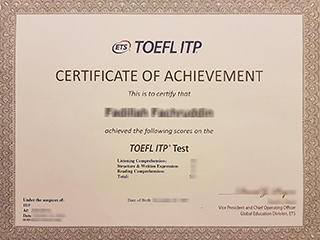 ETS TOEFL ITP
CERTIFICATE OF ACHIEVEMENT
This is to certify that
achieved the following scores on the
TOEFL ITP® Test
Listening Comprehension:
Structure & Written Expression:
Reading Comprehension:
Total:
Under the auspices of:
ITP
At:
Date:
Date of Birth:
Vice President and Chief Operating Officer
Global Education Division, ETS